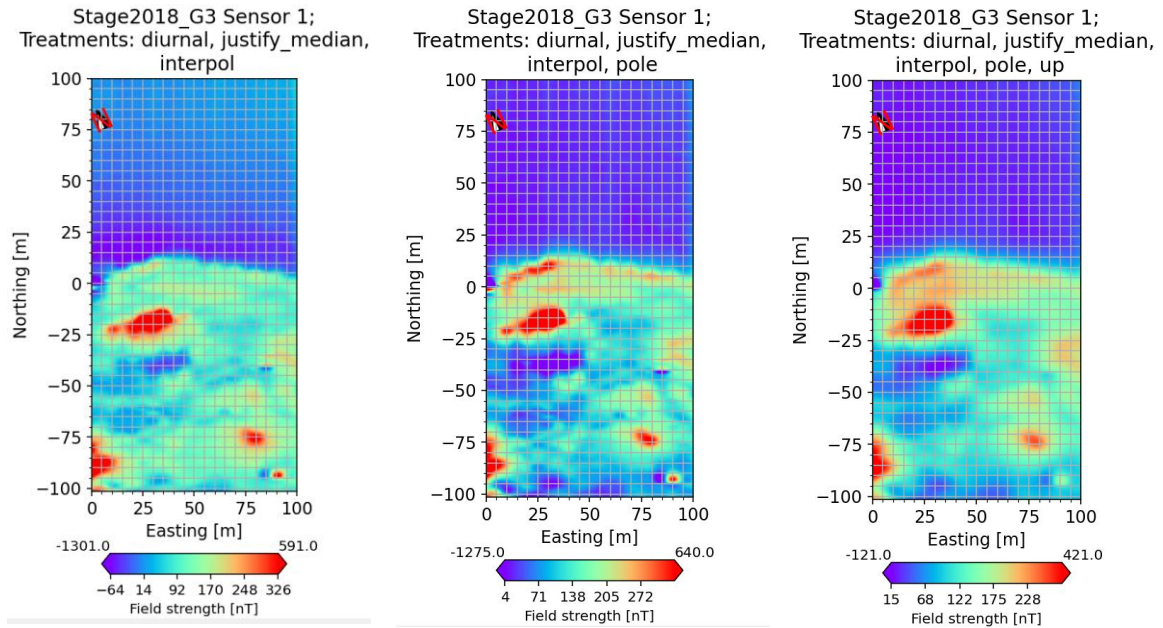 Stage2018_G3 Sensor 1;
Treatments: diurnal, justify_median,
interpol
100
75
50
25
0
−25
−50
−75
−100
Northing [m]
0 25 50 75 100
Easting [m]
-1301.0 591.0
−64 14 92 170 248 326
Field strength [nT]
Stage2018_G3 Sensor 1;
Treatments: diurnal, justify_median,
interpol, pole
100
75
50
25
0
−25
−50
−75
−100
Northing [m]
0 25 50 75 100
Easting [m]
-1275.0 640.0
4 71 138 205 272
Field strength [nT]
Stage2018_G3 Sensor 1;
Treatments: diurnal, justify_median,
interpol, pole, up
100
75
50
25
0
−25
−50
−75
−100
Northing [m]
0 25 50 75 100
Easting [m]
-121.0 421.0
15 68 122 175 228
Field strength [nT]